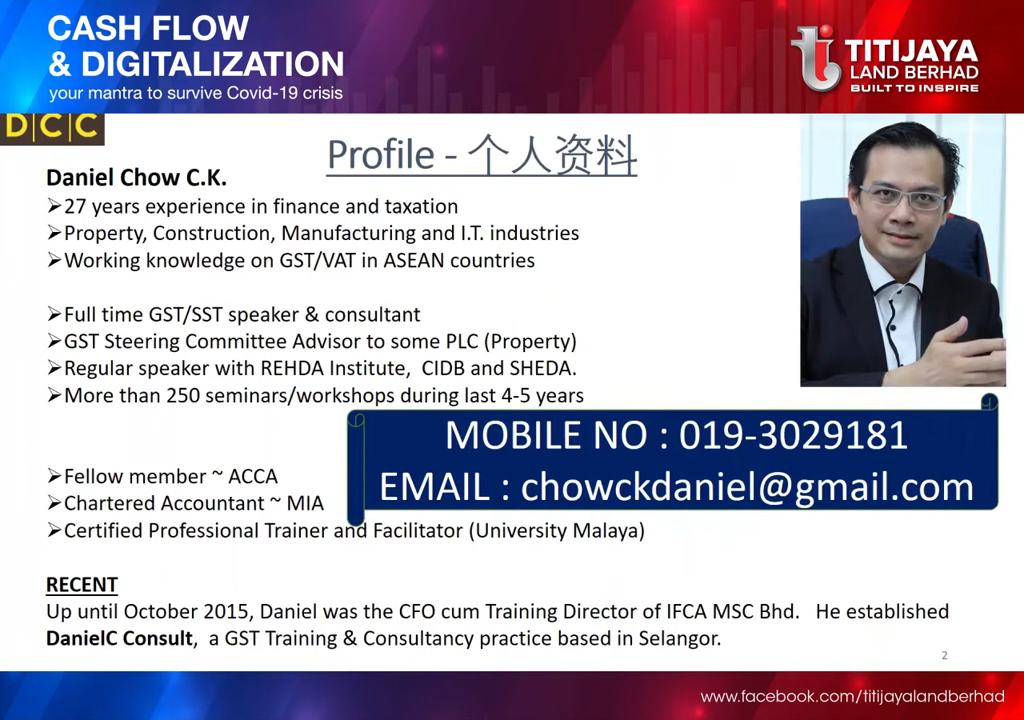 CASH FLOW
& DIGITALIZATION
your mantra to survive Covid-19 crisis
TITIJAYA
LAND BERHAD
BUILT TO INSPIRE
D|C|C
Profile - 个人资料
Daniel Chow C.K.
➢27 years experience in finance and taxation
➢Property, Construction, Manufacturing and I.T. industries
➢Working knowledge on GST/VAT in ASEAN countries
➢Full time GST/SST speaker & consultant
➢GST Steering Committee Advisor to some PLC (Property)
➢Regular speaker with REHDA Institute, CIDB and SHEDA.
➢More than 250 seminars/workshops during last 4-5 years
MOBILE NO : 019-3029181
EMAIL : chowckdaniel@gmail.com
➢Fellow member ~ ACCA
➢Chartered Accountant ~ MIA
➢Certified Professional Trainer and Facilitator (University Malaya)
RECENT
Up until October 2015, Daniel was the CFO cum Training Director of IFCA MSC Bhd. He established
DanielC Consult, a GST Training & Consultancy practice based in Selangor.
2
www.facebook.com/titijayalandberhad